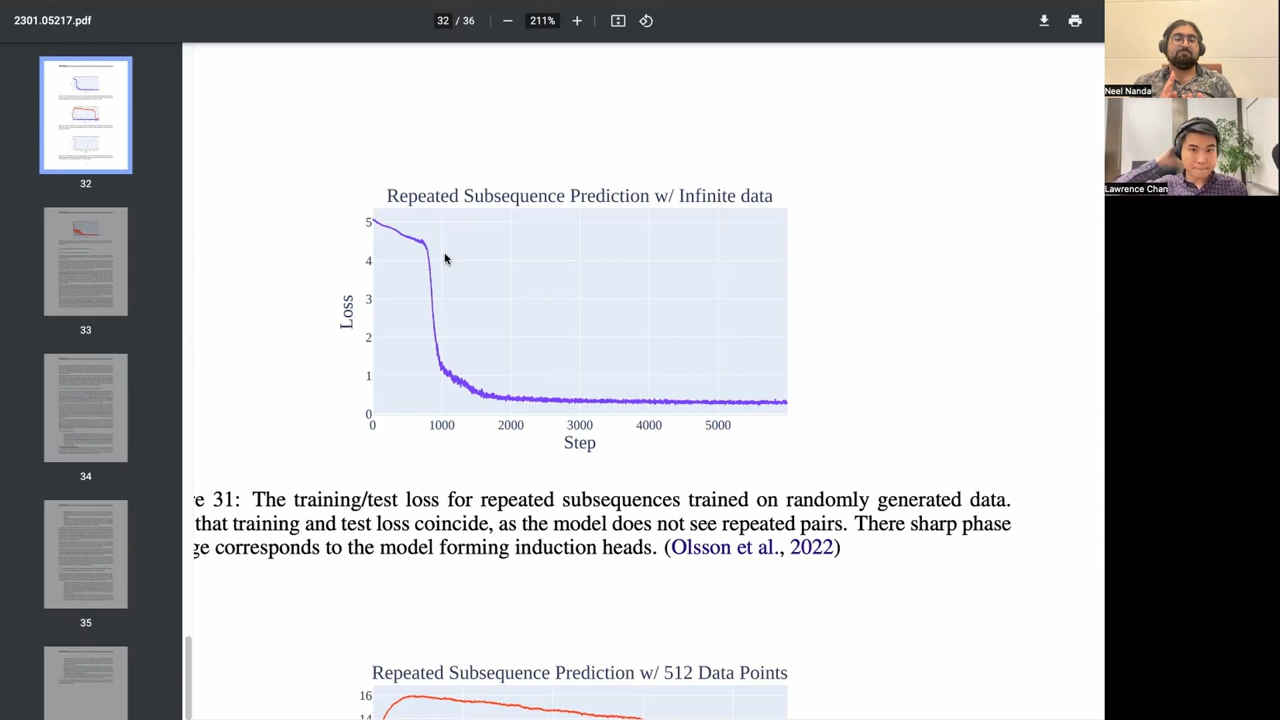 2301.05217.pdf
32 / 36
211%
Neel Nanda
Lawrence Chan
32
33
34
35
Repeated Subsequence Prediction w/ Infinite data
5
4
3
2
1
0
Loss
0 1000 2000 3000 4000 5000
Step
re 31: The training/test loss for repeated subsequences trained on randomly generated data.
that training and test loss coincide, as the model does not see repeated pairs. There sharp phase
ge corresponds to the model forming induction heads. (Olsson et al., 2022)
Repeated Subsequence Prediction w/ 512 Data Points
16
14